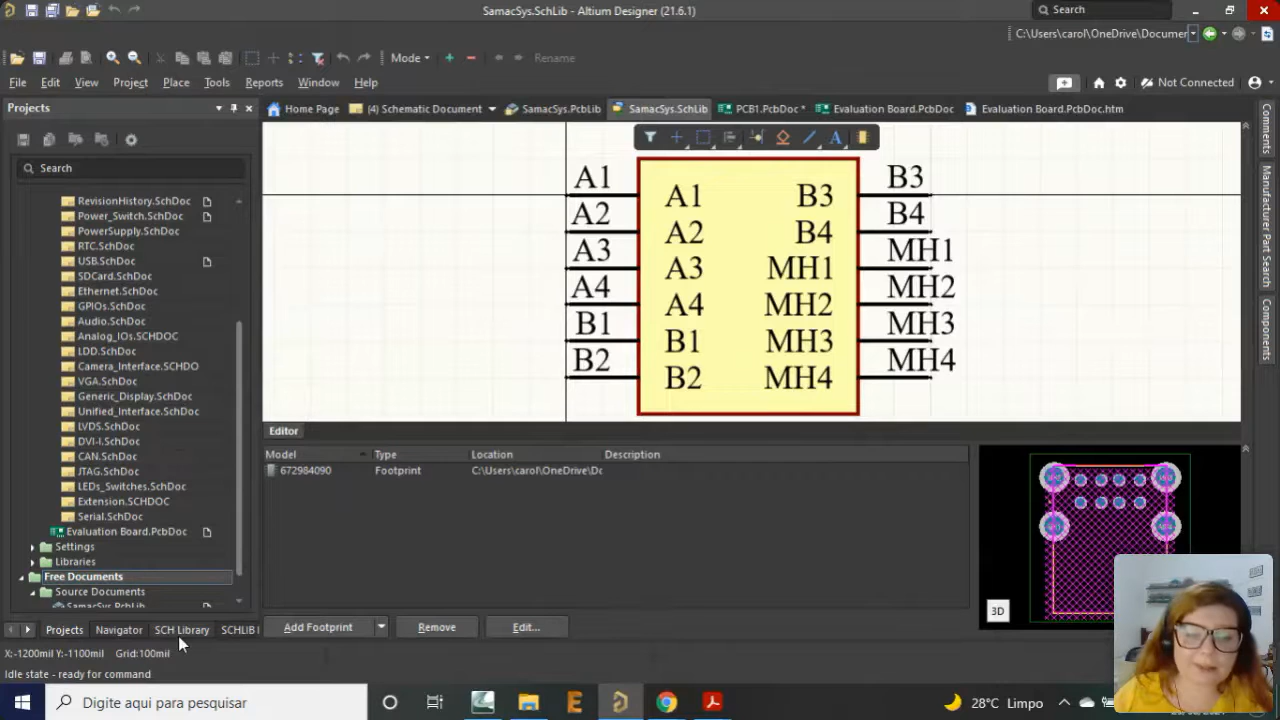 SamacSys.SchLib - Altium Designer (21.6.1)
Search
C:\Users\carol\OneDrive\Documer
Mode
Rename
File Edit View Project Place Tools Reports Window Help
Not Connected
Projects
Home Page
(4) Schematic Document
SamacSys.PcbLib
SamacSys.SchLib
PCB1.PcbDoc *
Evaluation Board.PcbDoc
Evaluation Board.PcbDoc.htm
Search
RevisionHistory.SchDoc
Power_Switch.SchDoc
PowerSupply.SchDoc
RTC.SchDoc
USB.SchDoc
SDCard.SchDoc
Ethernet.SchDoc
GPIOs.SchDoc
Audio.SchDoc
Analog_IOs.SCHDOC
LDD.SchDoc
Camera_Interface.SCHDO
VGA.SchDoc
Generic_Display.SchDoc
Unified_Interface.SchDoc
LVDS.SchDoc
DVI-I.SchDoc
CAN.SchDoc
JTAG.SchDoc
LEDs_Switches.SchDoc
Extension.SCHDOC
Serial.SchDoc
Evaluation Board.PcbDoc
Settings
Libraries
Free Documents
Source Documents
SamacSys.PcbLib
Projects Navigator SCH Library SCHLIB
A1 A1 B3 B3
A2 A2 B4 B4
A3 A3 MH1 MH1
A4 A4 MH2 MH2
B1 B1 MH3 MH3
B2 B2 MH4 MH4
Editor
Model Type Location Description
672984090 Footprint C:\Users\carol\OneDrive\Dc
3D
Add Footprint
Remove
Edit...
Comments
Manufacturer Part Search
Components
X:-1200mil Y:-1100mil Grid:100mil
Idle state - ready for command
Digite aqui para pesquisar
28°C Limpo